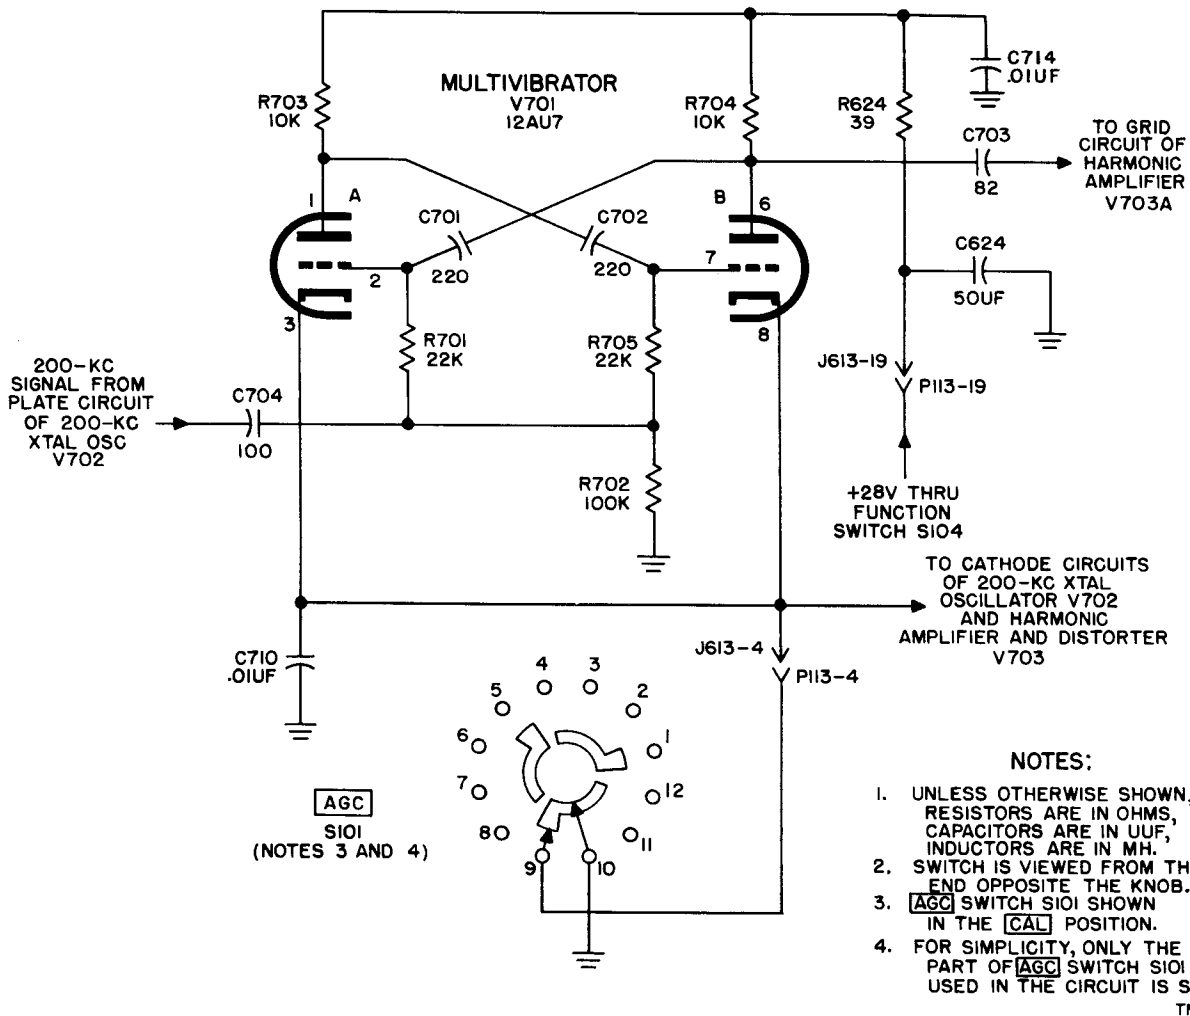 MULTIVIBRATOR
V701
12AU7
R703
10K
R704
10K
R624
39
C714
.01UF
C703
82
TO GRID
CIRCUIT OF
HARMONIC
AMPLIFIER
V703A
1
A
2
3
C701
220
C702
220
B
6
7
8
C624
50UF
R701
22K
R705
22K
J613-19
P113-19
200-KC
SIGNAL FROM
PLATE CIRCUIT
OF 200-KC
XTAL OSC
V702
C704
100
R702
100K
+28V THRU
FUNCTION
SWITCH S104
TO CATHODE CIRCUITS
OF 200-KC XTAL
OSCILLATOR V702
AND HARMONIC
AMPLIFIER AND DISTORTER
V703
C710
.01UF
J613-4
P113-4
4
3
5
2
6
1
7
12
8
11
9
10
AGC
S101
(NOTES 3 AND 4)
NOTES:
1. UNLESS OTHERWISE SHOWN,
RESISTORS ARE IN OHMS,
CAPACITORS ARE IN UUF,
INDUCTORS ARE IN MH.
2. SWITCH IS VIEWED FROM TH
END OPPOSITE THE KNOB.
3. AGC SWITCH S101 SHOWN
IN THE CAL POSITION.
4. FOR SIMPLICITY, ONLY THE
PART OF AGC SWITCH S101
USED IN THE CIRCUIT IS S